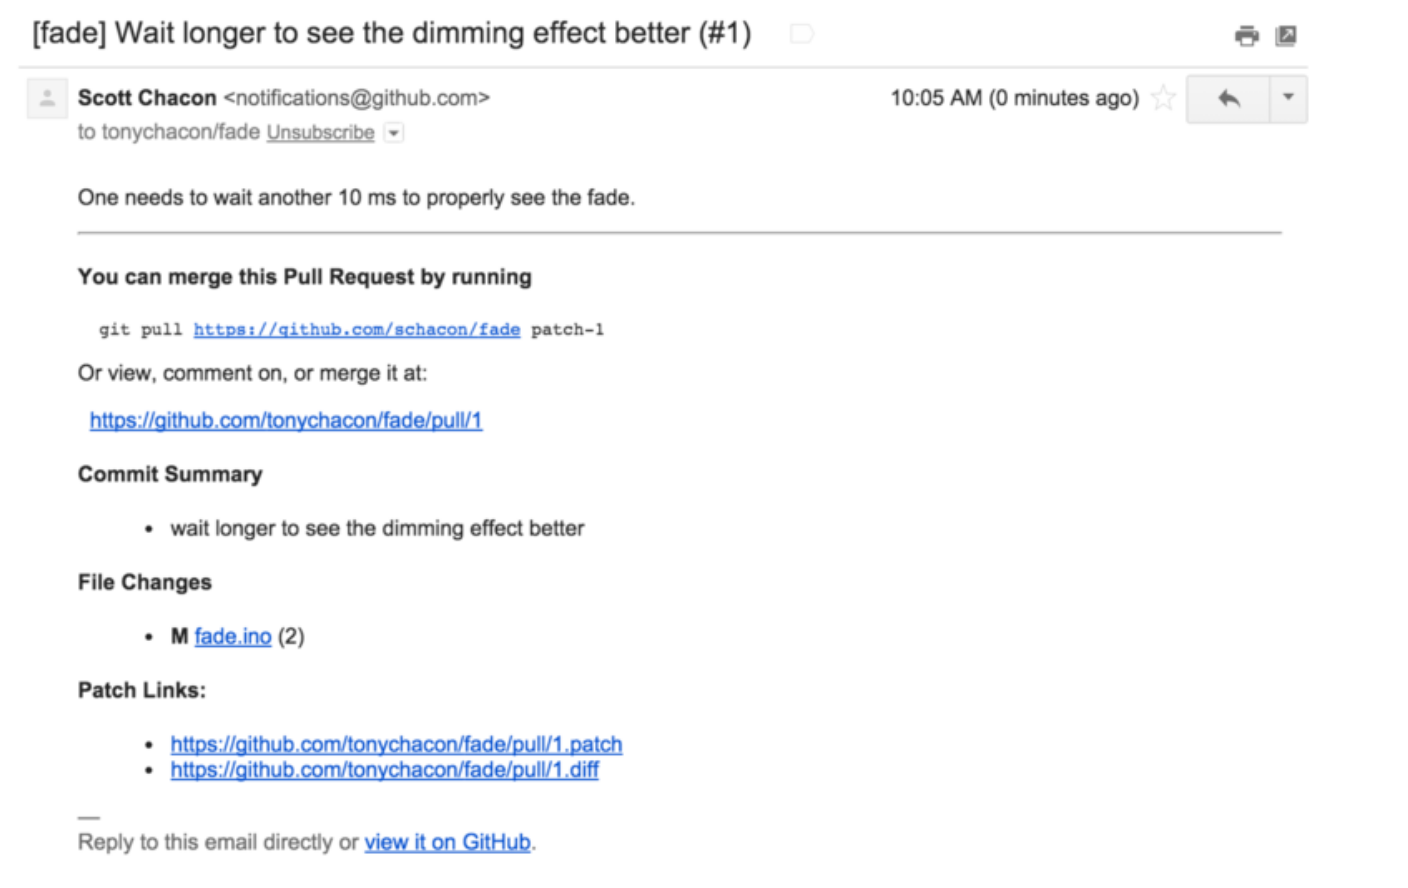 [fade] Wait longer to see the dimming effect better (#1)
Scott Chacon <notifications@github.com>
10:05 AM (0 minutes ago)
to tonychacon/fade Unsubscribe
One needs to wait another 10 ms to properly see the fade.
You can merge this Pull Request by running
git pull https://github.com/schacon/fade patch-1
Or view, comment on, or merge it at:
https://github.com/tonychacon/fade/pull/1
Commit Summary
• wait longer to see the dimming effect better
File Changes
• M fade.ino (2)
Patch Links:
• https://github.com/tonychacon/fade/pull/1.patch
• https://github.com/tonychacon/fade/pull/1.diff
—
Reply to this email directly or view it on GitHub.